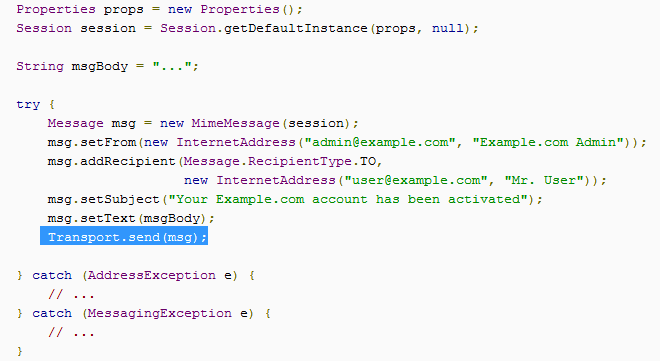 Properties props = new Properties();
Session session = Session.getDefaultInstance(props, null);

String msgBody = "...";

try {
    Message msg = new MimeMessage(session);
    msg.setFrom(new InternetAddress("admin@example.com", "Example.com Admin"));
    msg.addRecipient(Message.RecipientType.TO,
                     new InternetAddress("user@example.com", "Mr. User"));
    msg.setSubject("Your Example.com account has been activated");
    msg.setText(msgBody);
    Transport.send(msg);

} catch (AddressException e) {
    // ...
} catch (MessagingException e) {
    // ...
}